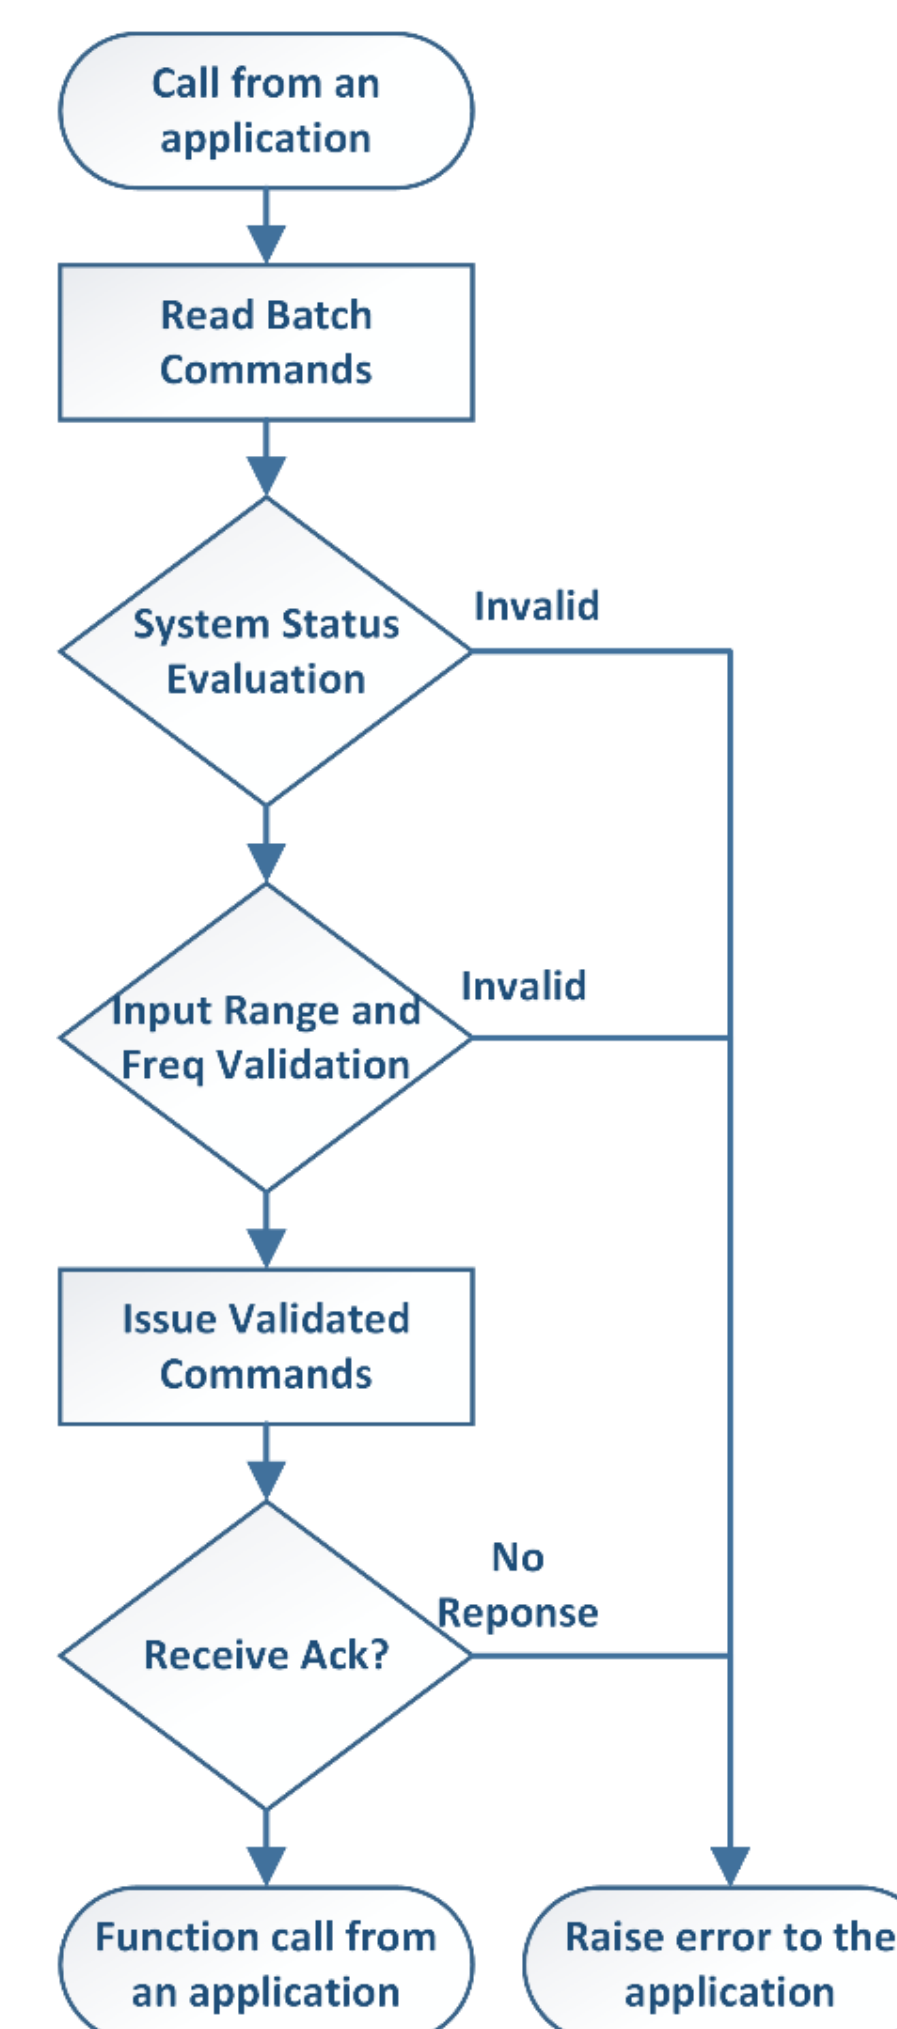 Call from an
application
Read Batch
Commands
System Status
Evaluation
Invalid
Input Range and
Freq Validation
Invalid
Issue Validated
Commands
Receive Ack?
No
Reponse
Function call from
an application
Raise error to the
application